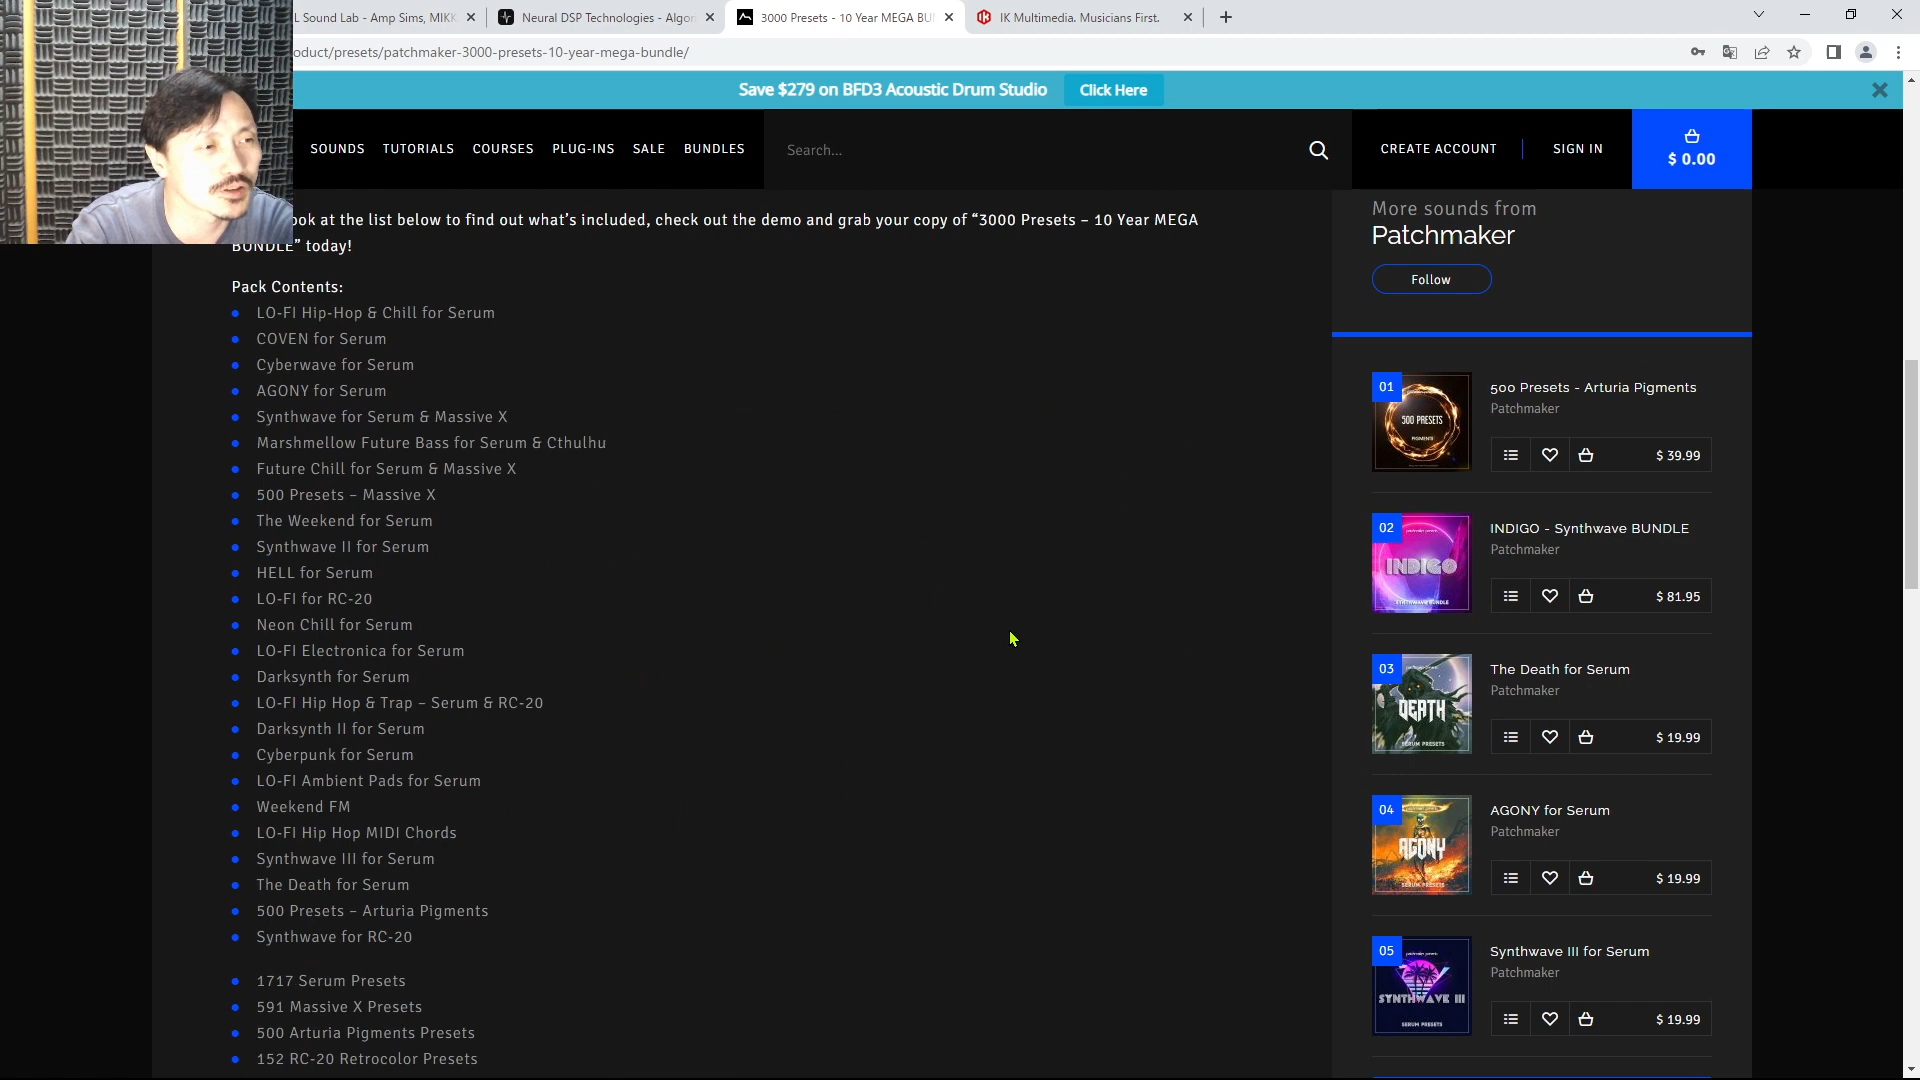 L Sound Lab - Amp Sims, MIKK
Neural DSP Technologies - Algor
3000 Presets - 10 Year MEGA BU
IK Multimedia. Musicians First.
oduct/presets/patchmaker-3000-presets-10-year-mega-bundle/
Save $279 on BFD3 Acoustic Drum Studio
Click Here
SOUNDS TUTORIALS COURSES PLUG-INS SALE BUNDLES
Search...
CREATE ACCOUNT
SIGN IN
$ 0.00
ook at the list below to find out what's included, check out the demo and grab your copy of “3000 Presets – 10 Year MEGA
BUNDLE” today!
Pack Contents:
LO-FI Hip-Hop & Chill for Serum
COVEN for Serum
Cyberwave for Serum
AGONY for Serum
Synthwave for Serum & Massive X
Marshmellow Future Bass for Serum & Cthulhu
Future Chill for Serum & Massive X
500 Presets – Massive X
The Weekend for Serum
Synthwave II for Serum
HELL for Serum
LO-FI for RC-20
Neon Chill for Serum
LO-FI Electronica for Serum
Darksynth for Serum
LO-FI Hip Hop & Trap – Serum & RC-20
Darksynth II for Serum
Cyberpunk for Serum
LO-FI Ambient Pads for Serum
Weekend FM
LO-FI Hip Hop MIDI Chords
Synthwave III for Serum
The Death for Serum
500 Presets – Arturia Pigments
Synthwave for RC-20
1717 Serum Presets
591 Massive X Presets
500 Arturia Pigments Presets
152 RC-20 Retrocolor Presets
More sounds from
Patchmaker
Follow
01
500 PRESETS
PIGMENTS
500 Presets - Arturia Pigments
Patchmaker
$ 39.99
02
INDIGO
SYNTHWAVE BUNDLE
INDIGO - Synthwave BUNDLE
Patchmaker
$ 81.95
03
DEATH
SERUM PRESETS
The Death for Serum
Patchmaker
$ 19.99
04
AGONY
SERUM PRESETS
AGONY for Serum
Patchmaker
$ 19.99
05
SYNTHWAVE III
SERUM PRESETS
Synthwave III for Serum
Patchmaker
$ 19.99